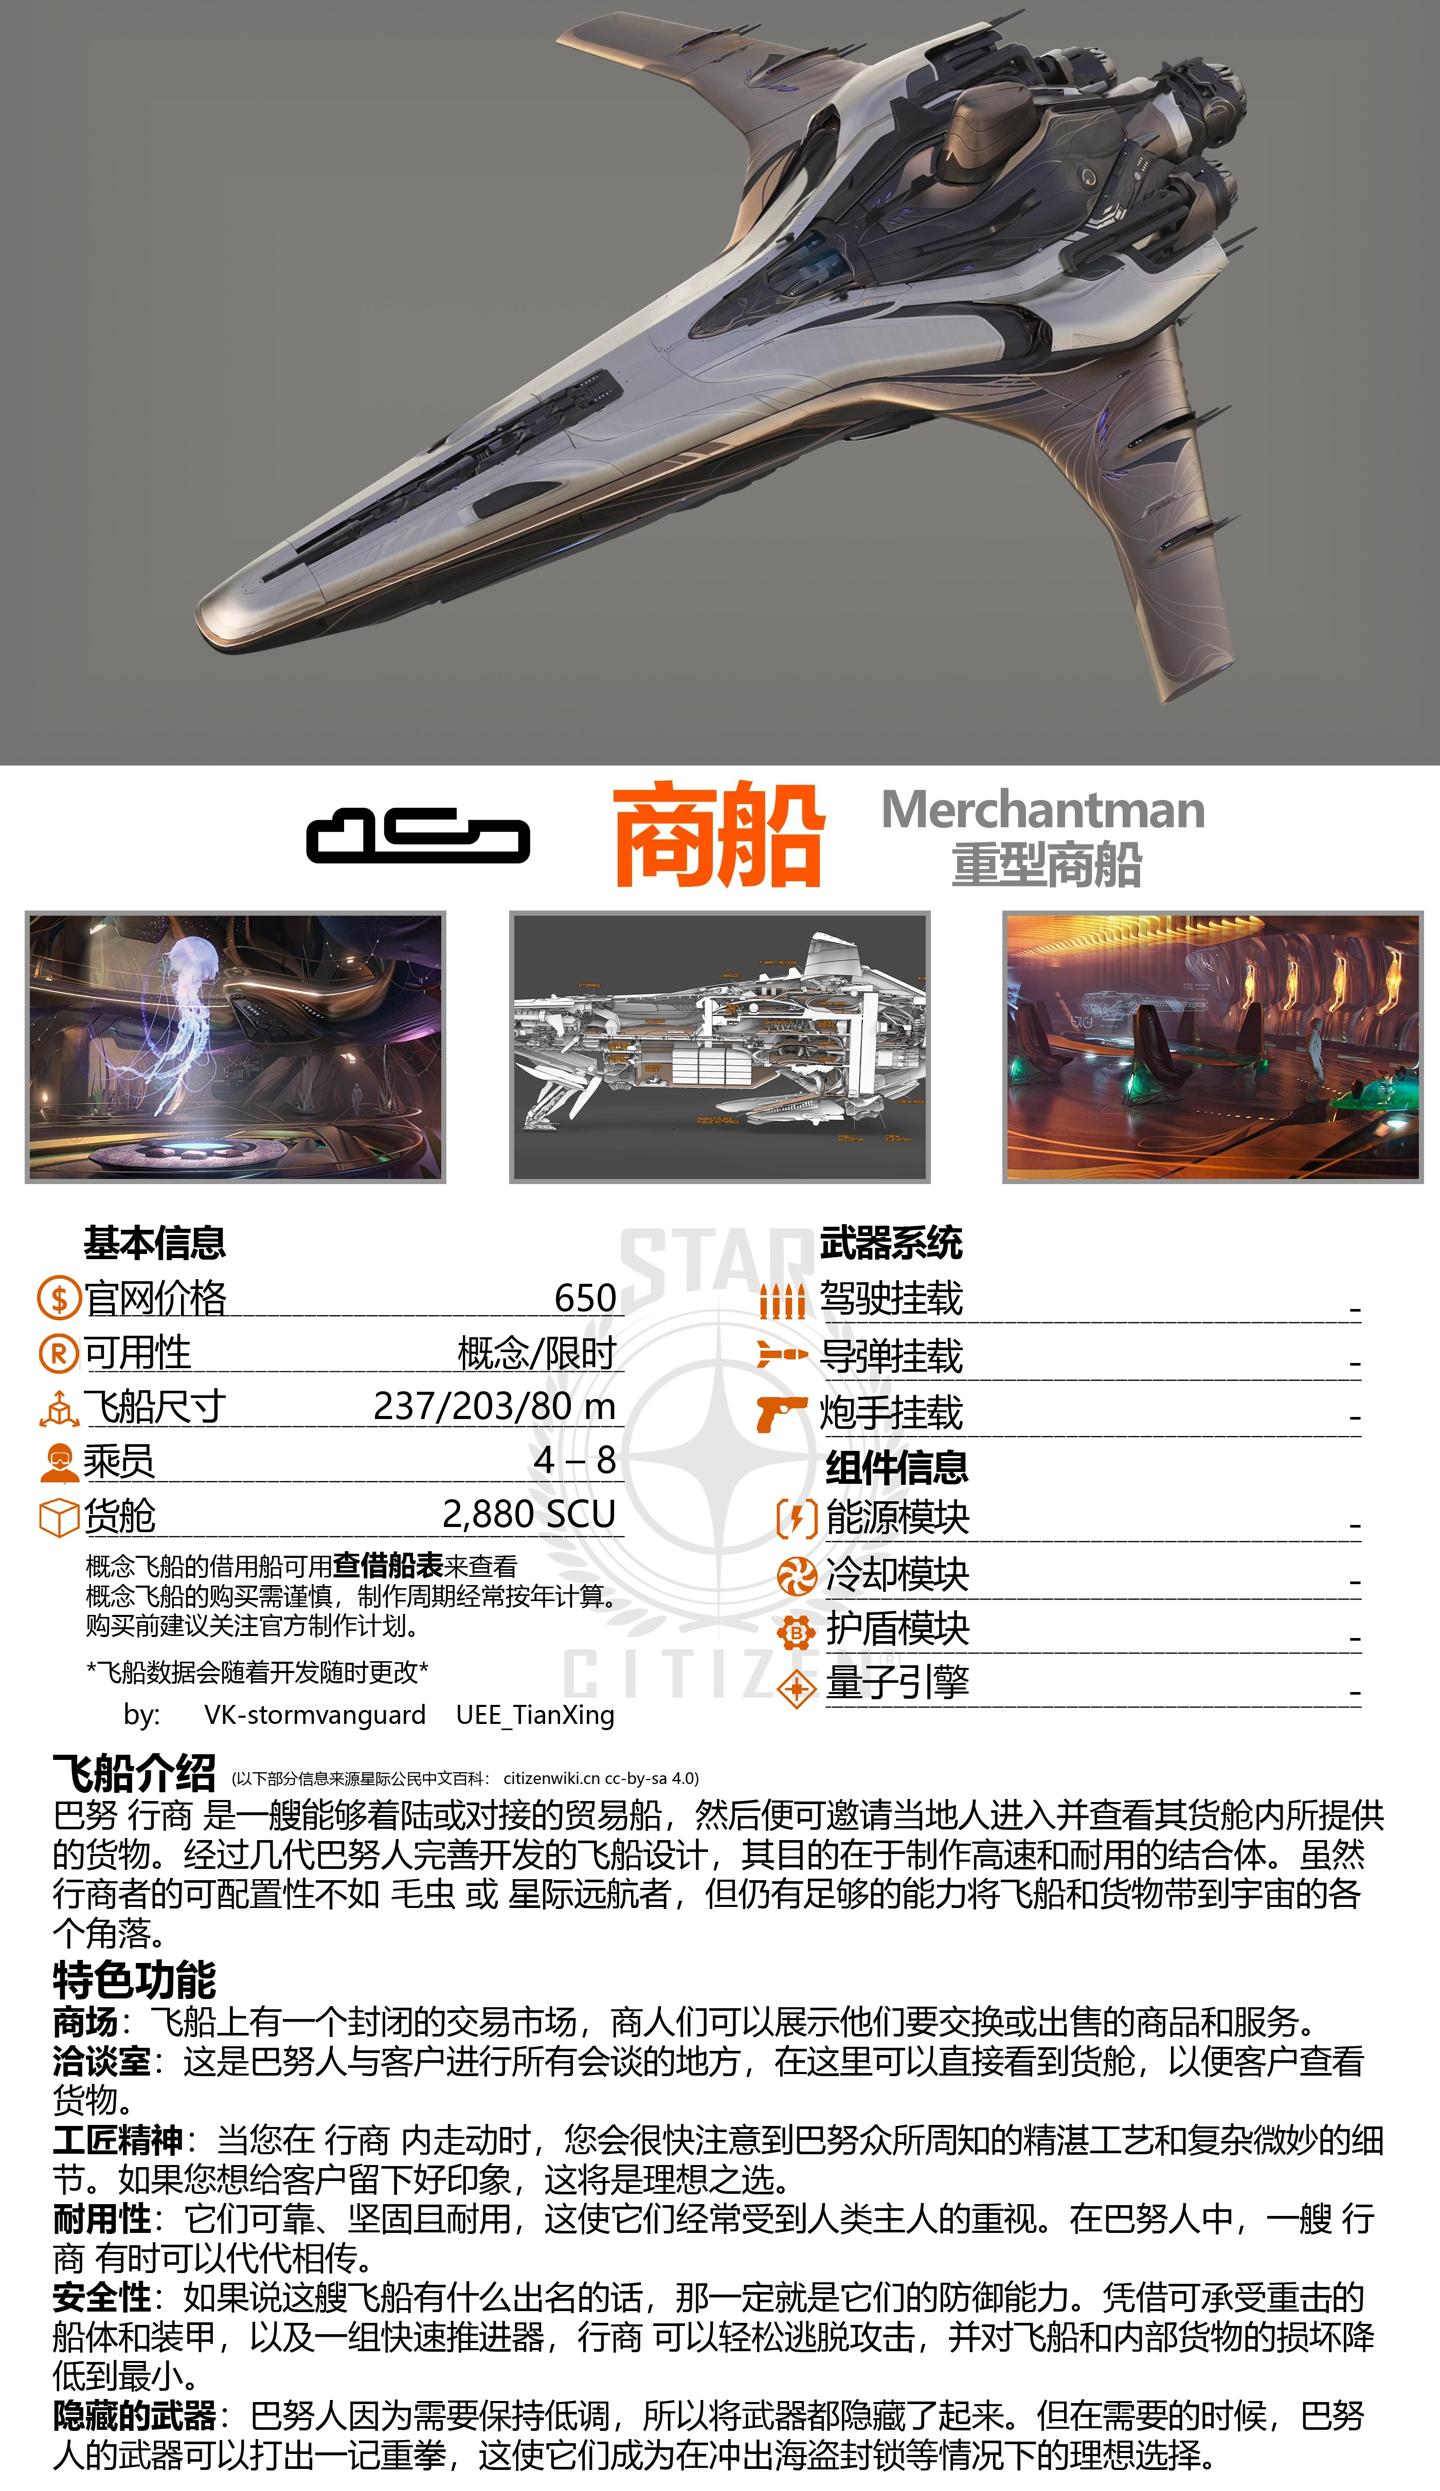 商船
Merchantman
重型商船
STORAGE
基本信息
官网价格 650
可用性 概念/限时
飞船尺寸 237/203/80 m
乘员 4 – 8
货舱 2,880 SCU
概念飞船的借用船可用查借船表来查看
概念飞船的购买需谨慎，制作周期经常按年计算。
购买前建议关注官方制作计划。
*飞船数据会随着开发随时更改*
by: VK-stormvanguard UEE_TianXing
STAR
CITIZEN
武器系统
驾驶挂载 -
导弹挂载 -
炮手挂载 -
组件信息
能源模块 -
冷却模块 -
护盾模块 -
量子引擎 -
飞船介绍 (以下部分信息来源星际公民中文百科： citizenwiki.cn cc-by-sa 4.0)
巴努 行商 是一艘能够着陆或对接的贸易船，然后便可邀请当地人进入并查看其货舱内所提供
的货物。经过几代巴努人完善开发的飞船设计，其目的在于制作高速和耐用的结合体。虽然
行商者的可配置性不如 毛虫 或 星际远航者，但仍有足够的能力将飞船和货物带到宇宙的各
个角落。
特色功能
商场：飞船上有一个封闭的交易市场，商人们可以展示他们要交换或出售的商品和服务。
洽谈室：这是巴努人与客户进行所有会谈的地方，在这里可以直接看到货舱，以便客户查看
货物。
工匠精神：当您在 行商 内走动时，您会很快注意到巴努众所周知的精湛工艺和复杂微妙的细
节。如果您想给客户留下好印象，这将是理想之选。
耐用性：它们可靠、坚固且耐用，这使它们经常受到人类主人的重视。在巴努人中，一艘 行
商 有时可以代代相传。
安全性：如果说这艘飞船有什么出名的话，那一定就是它们的防御能力。凭借可承受重击的
船体和装甲，以及一组快速推进器，行商 可以轻松逃脱攻击，并对飞船和内部货物的损坏降
低到最小。
隐藏的武器：巴努人因为需要保持低调，所以将武器都隐藏了起来。但在需要的时候，巴努
人的武器可以打出一记重拳，这使它们成为在冲出海盗封锁等情况下的理想选择。